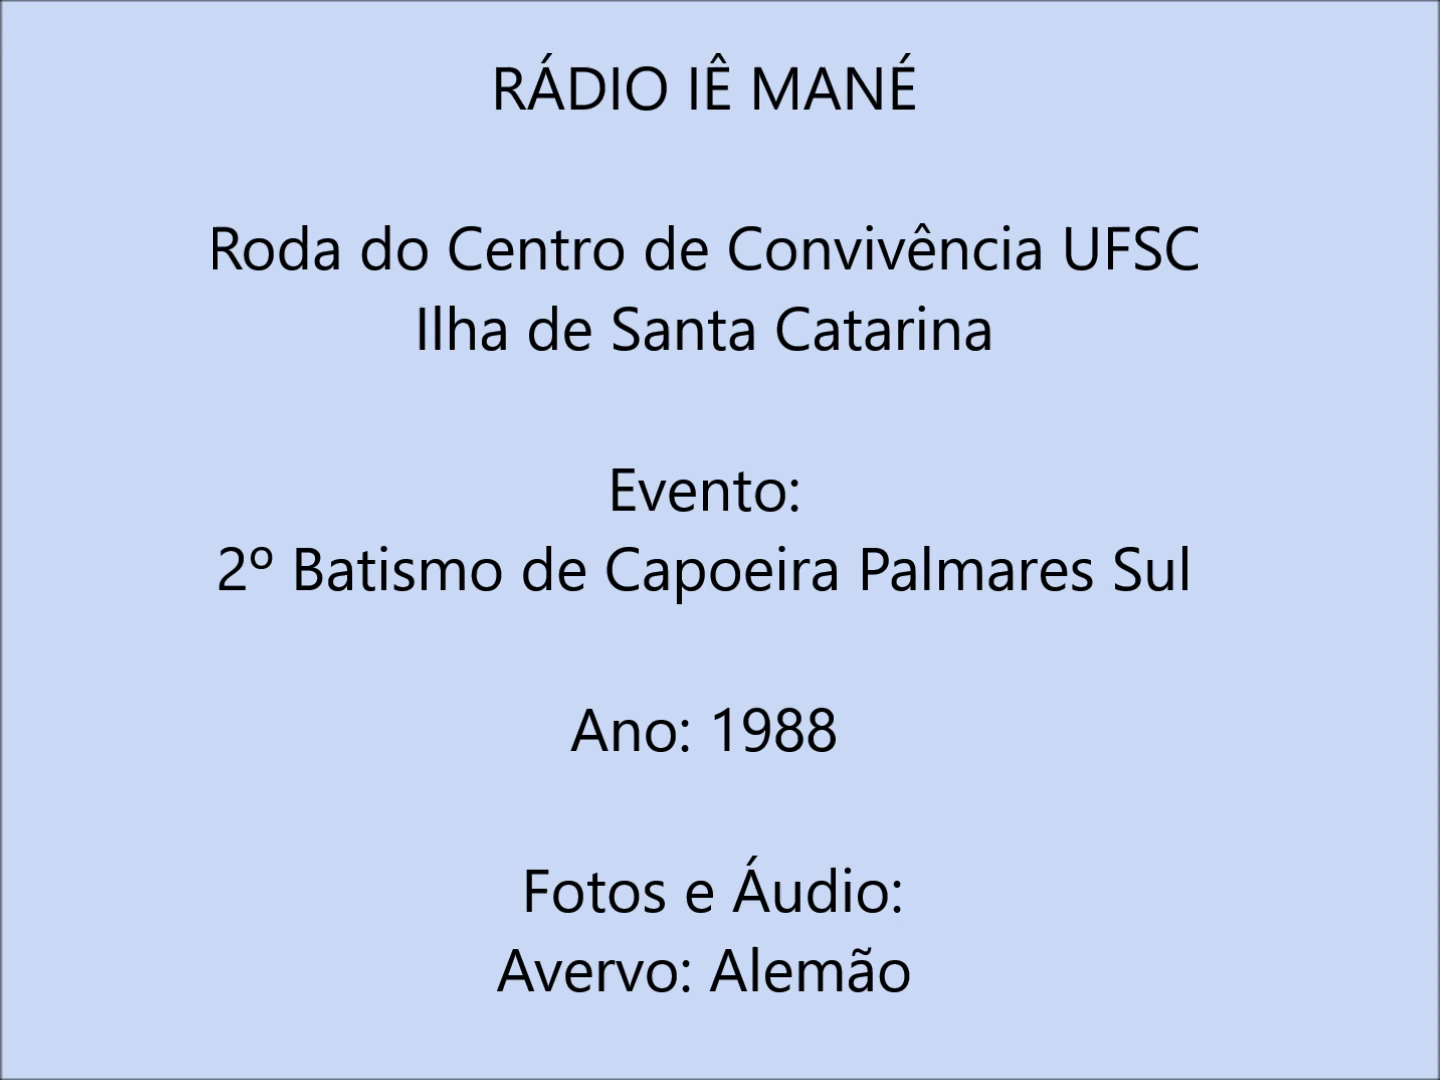 RÁDIO IÊ MANÉ
Roda do Centro de Convivência UFSC
Ilha de Santa Catarina
Evento:
2º Batismo de Capoeira Palmares Sul
Ano: 1988
Fotos e Áudio:
Avervo: Alemão